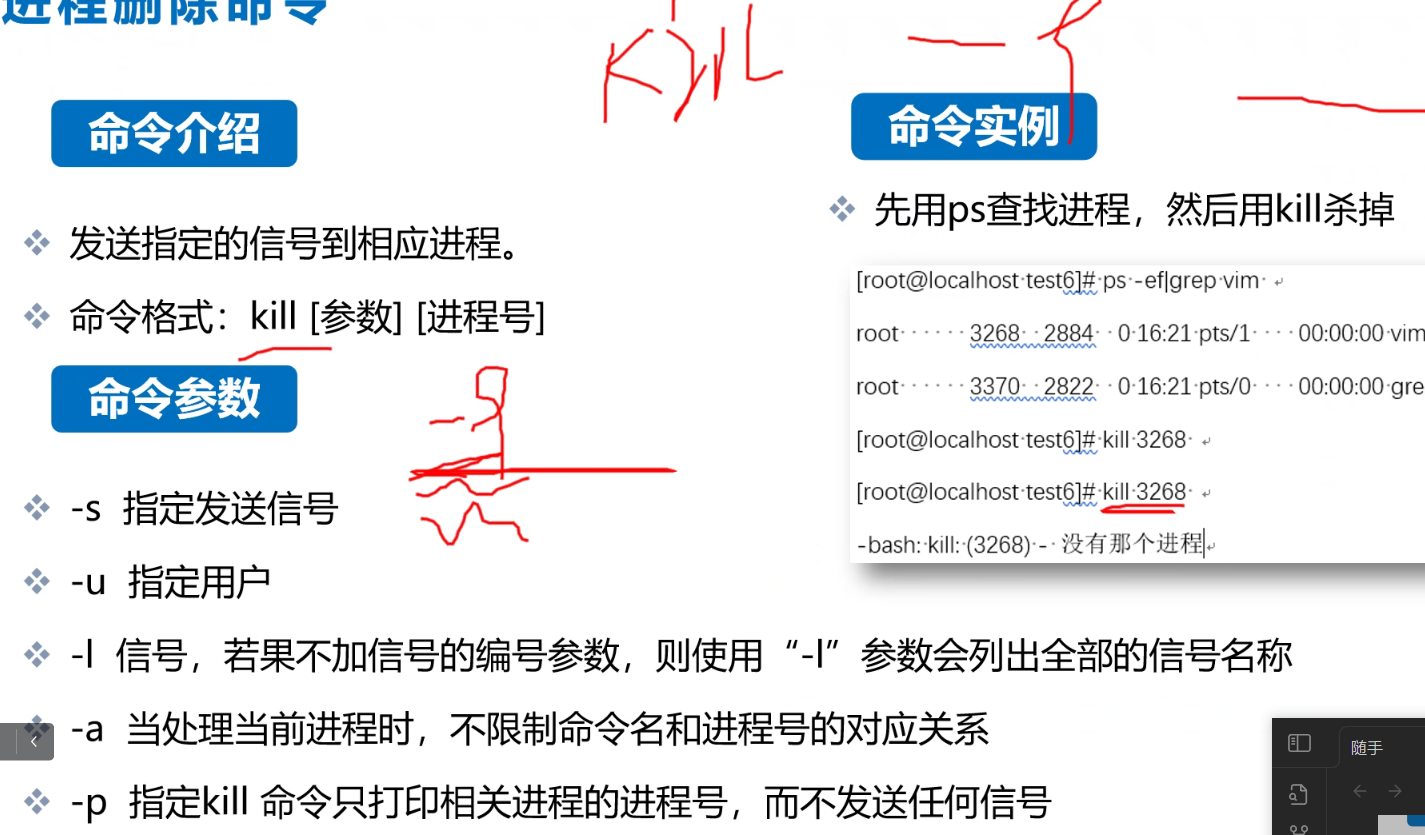 进程删除命令
Kill
命令介绍
发送指定的信号到相应进程。
命令格式：kill [参数] [进程号]
命令参数
-9
-s 指定发送信号
-u 指定用户
-l 信号，若果不加信号的编号参数，则使用“-l”参数会列出全部的信号名称
-a 当处理当前进程时，不限制命令名和进程号的对应关系
-p 指定kill 命令只打印相关进程的进程号，而不发送任何信号
命令实例
先用ps查找进程，然后用kill杀掉
[root@localhost test6]# ps -ef|grep vim
root 3268 2884 0 16:21 pts/1 00:00:00 vim
root 3370 2822 0 16:21 pts/0 00:00:00 gre
[root@localhost test6]# kill 3268
[root@localhost test6]# kill 3268
-bash: kill: (3268) - 没有那个进程
随手